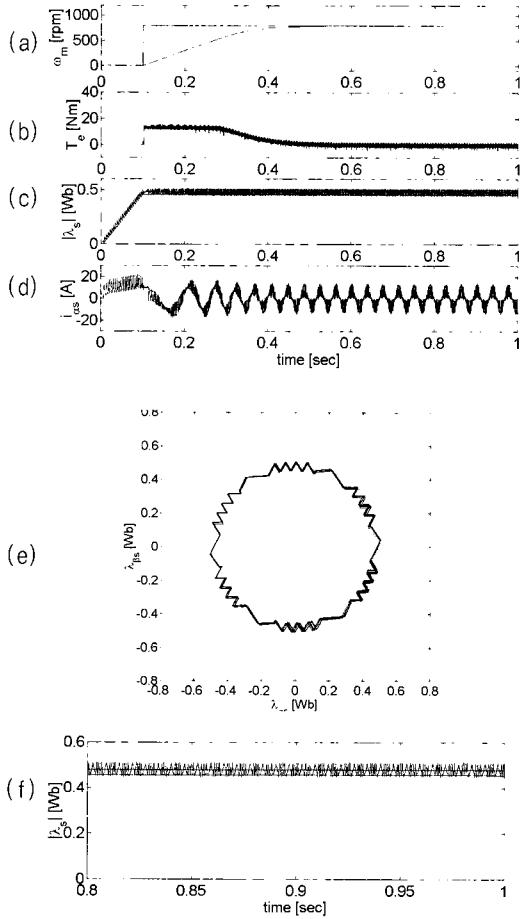 (a)
ω_m [rpm]
1000
500
0
0 0.2 0.4 0.6 0.8 1
(b)
T_e [Nm]
40
20
0
0 0.2 0.4 0.6 0.8 1
(c)
|λ_s| [Wb]
0.5
0
0 0.2 0.4 0.6 0.8 1
(d)
i_αs [A]
20
0
-20
0 0.2 0.4 0.6 0.8 1
time [sec]
(e)
λ_βs [Wb]
0.8
0.6
0.4
0.2
0
-0.2
-0.4
-0.6
-0.8
-0.8 -0.6 -0.4 -0.2 0 0.2 0.4 0.6 0.8
[Wb]
(f)
|λ_s| [Wb]
0.6
0.4
0.2
0
0.8 0.85 0.9 0.95 1
time [sec]